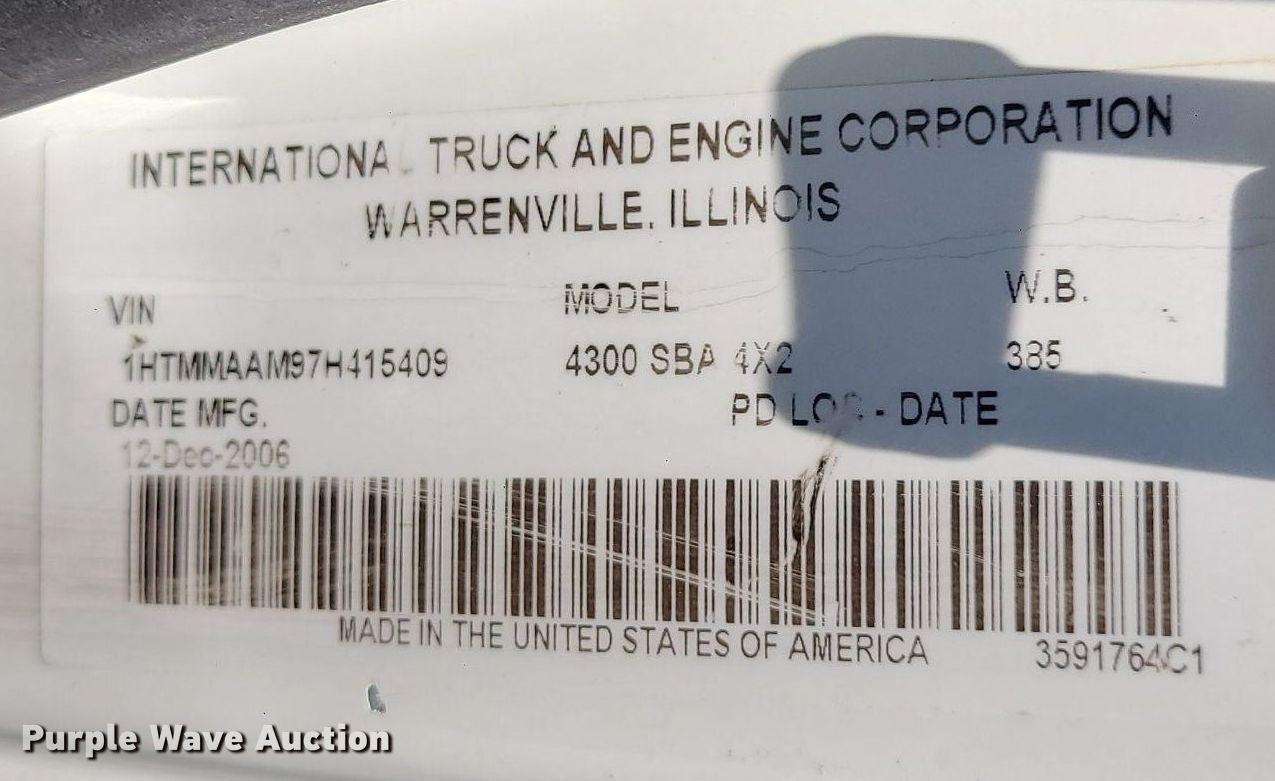 INTERNATIONAL TRUCK AND ENGINE CORPORATION
WARRENVILLE, ILLINOIS
VIN MODEL W.B.
1HTMMAAM97H415409 4300 SBA 4X2 385
DATE MFG. PD LOC - DATE
12-Dec-2006
MADE IN THE UNITED STATES OF AMERICA 3591764C1
Purple Wave Auction